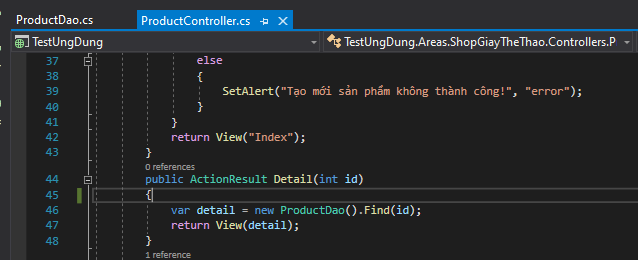 ProductDao.cs
ProductController.cs
TestUngDung
TestUngDung.Areas.ShopGiayTheThao.Controllers.P
37 else
38 {
39 SetAlert("Tạo mới sản phẩm không thành công!", "error");
40 }
41 }
42 return View("Index");
43 }
0 references
44 public ActionResult Detail(int id)
45 {
46 var detail = new ProductDao().Find(id);
47 return View(detail);
48 }
1 reference